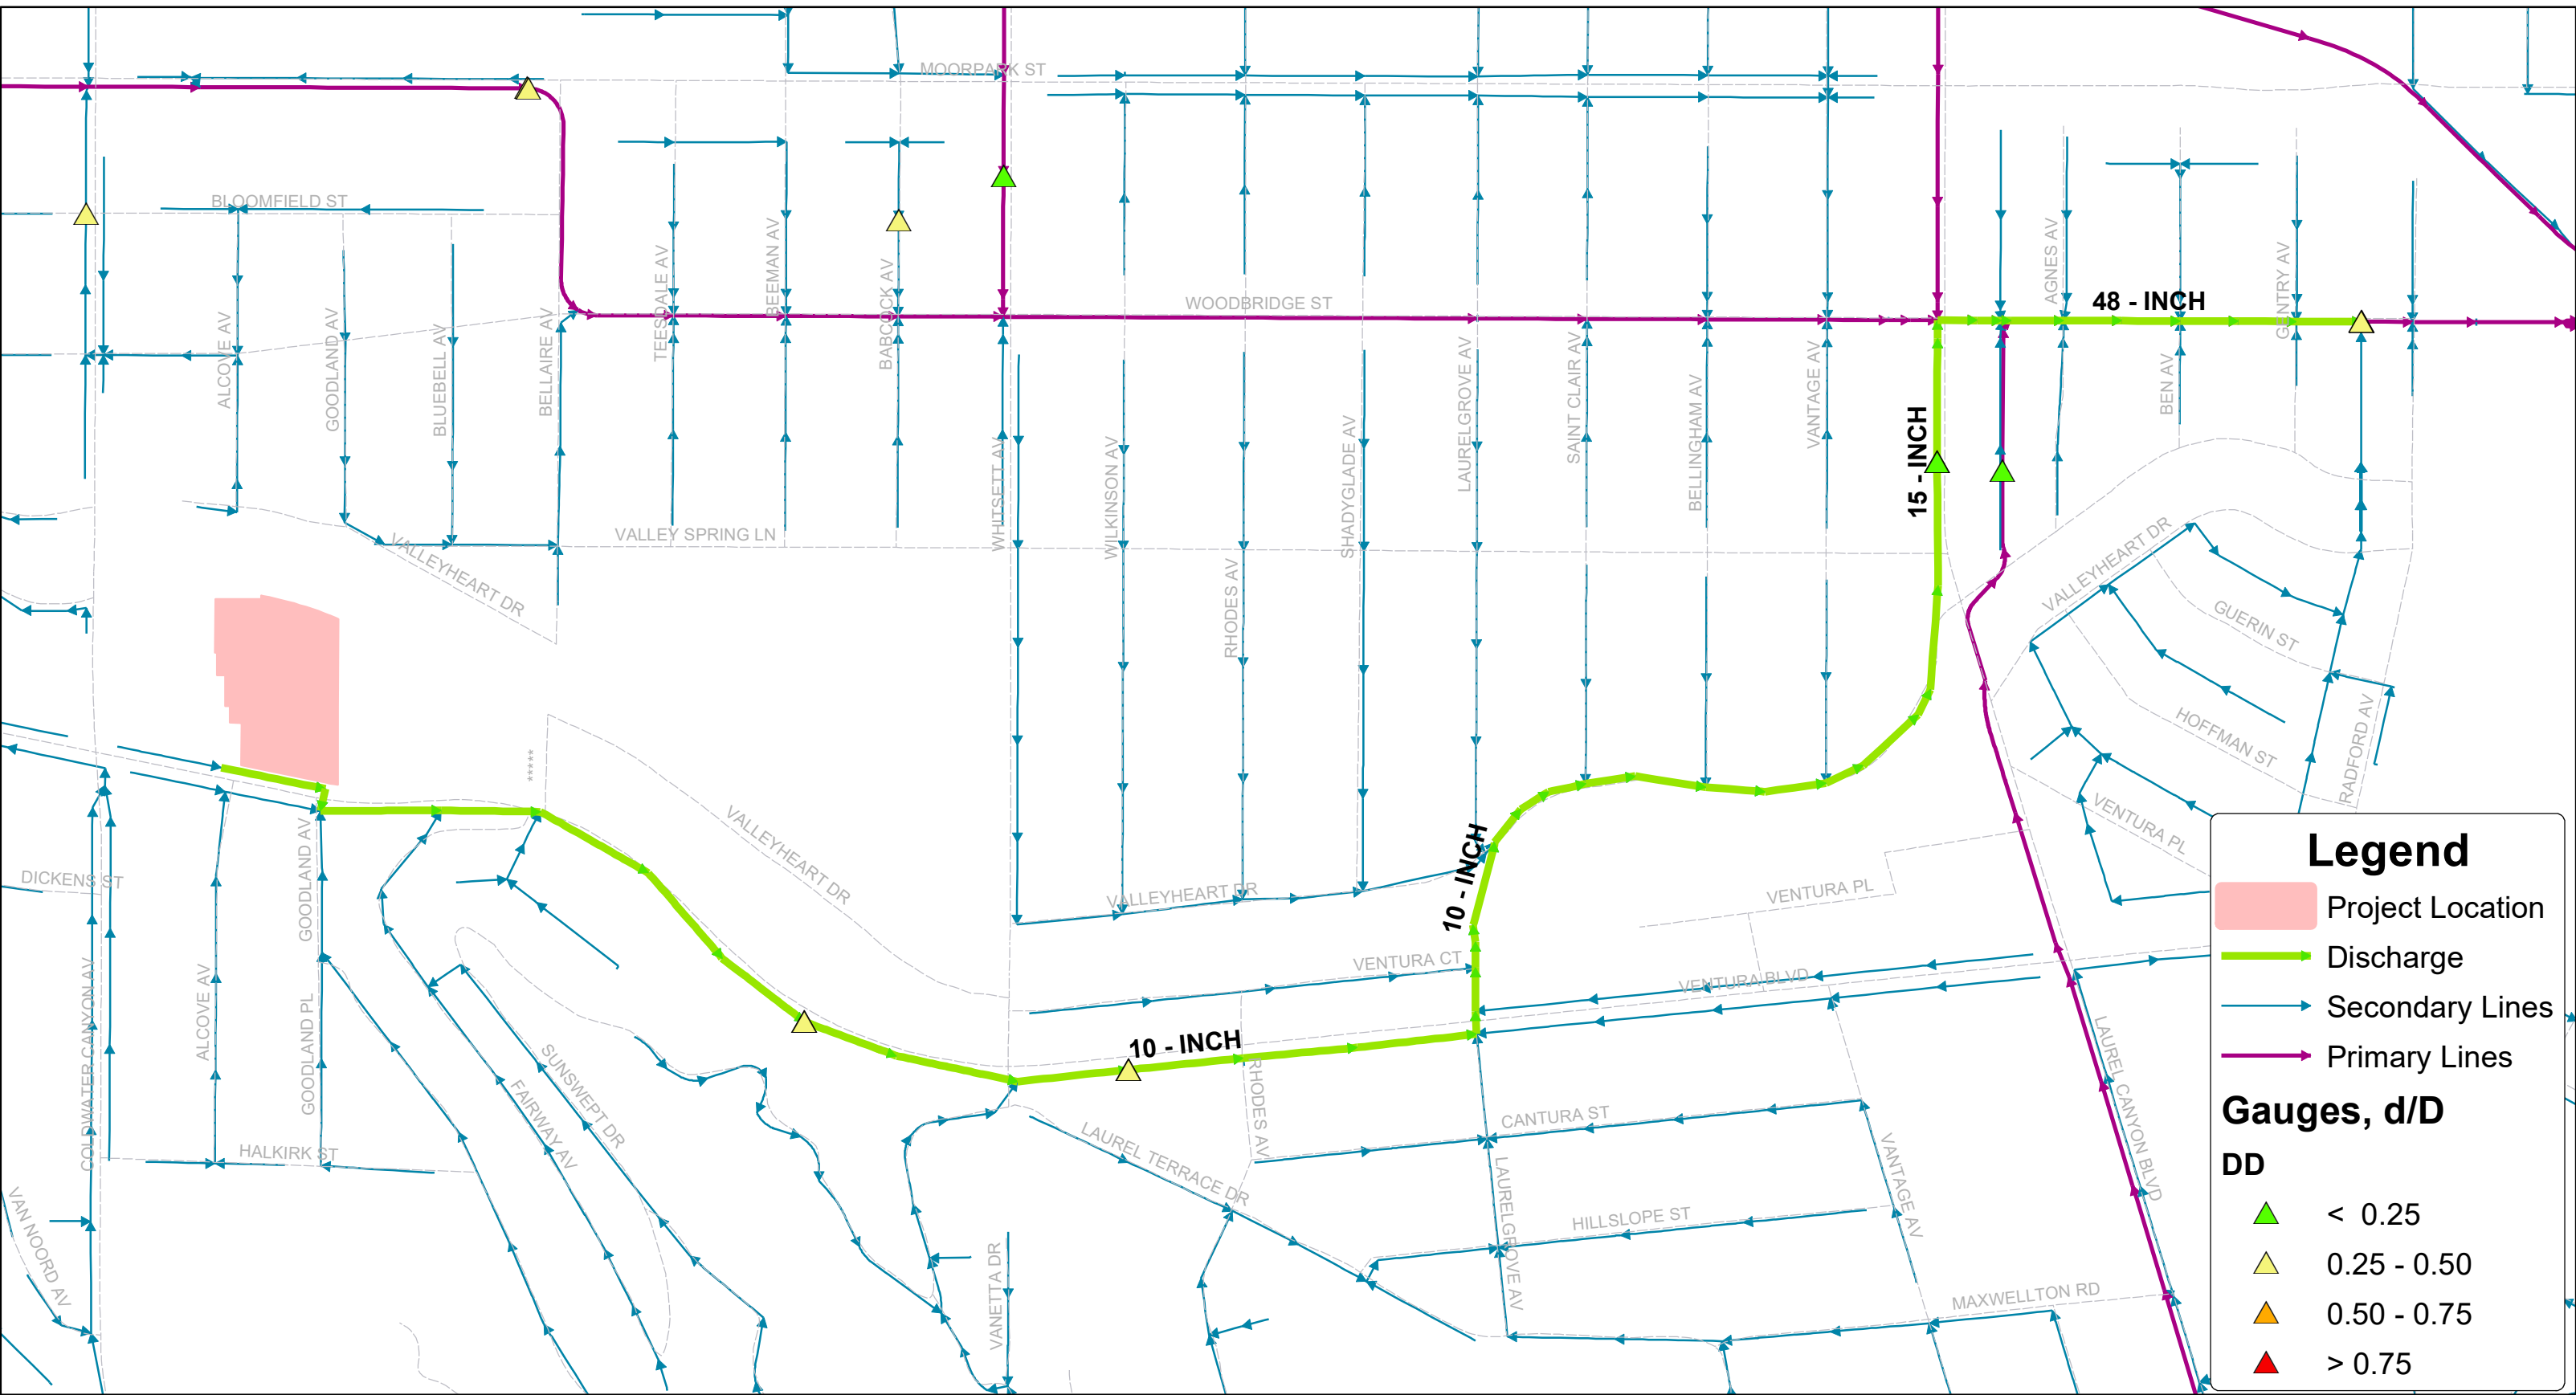 MOORPARK ST
BLOOMFIELD ST
WOODBRIDGE ST
48 - INCH
ALCOVE AV
GOODLAND AV
BLUEBELL AV
BELLAIRE AV
TEESDALE AV
BEEMAN AV
BABCOCK AV
WHITSETT AV
WILKINSON AV
RHODES AV
SHADYGLADE AV
LAURELGROVE AV
SAINT CLAIR AV
BELLINGHAM AV
VANTAGE AV
15 - INCH
AGNES AV
BEN AV
GENTRY AV
VALLEY SPRING LN
VALLEYHEART DR
VALLEYHEART DR
GUERIN ST
HOFFMAN ST
RADFORD AV
VENTURA PL
*****
VALLEYHEART DR
VALLEYHEART DR
10 - INCH
VENTURA PL
VENTURA CT
VENTURA BLVD
10 - INCH
DICKENS ST
GOODLAND AV
COLDWATER CANYON AV
ALCOVE AV
GOODLAND PL
HALKIRK ST
VAN NOORD AV
FAIRWAY AV
SUNSWEPT DR
VANETTA DR
LAUREL TERRACE DR
RHODES AV
CANTURA ST
LAURELGROVE AV
HILLSLOPE ST
VANTAGE AV
MAXWELLTON RD
LAUREL CANYON BLVD
Legend
Project Location
Discharge
Secondary Lines
Primary Lines
Gauges, d/D
DD
< 0.25
0.25 - 0.50
0.50 - 0.75
> 0.75